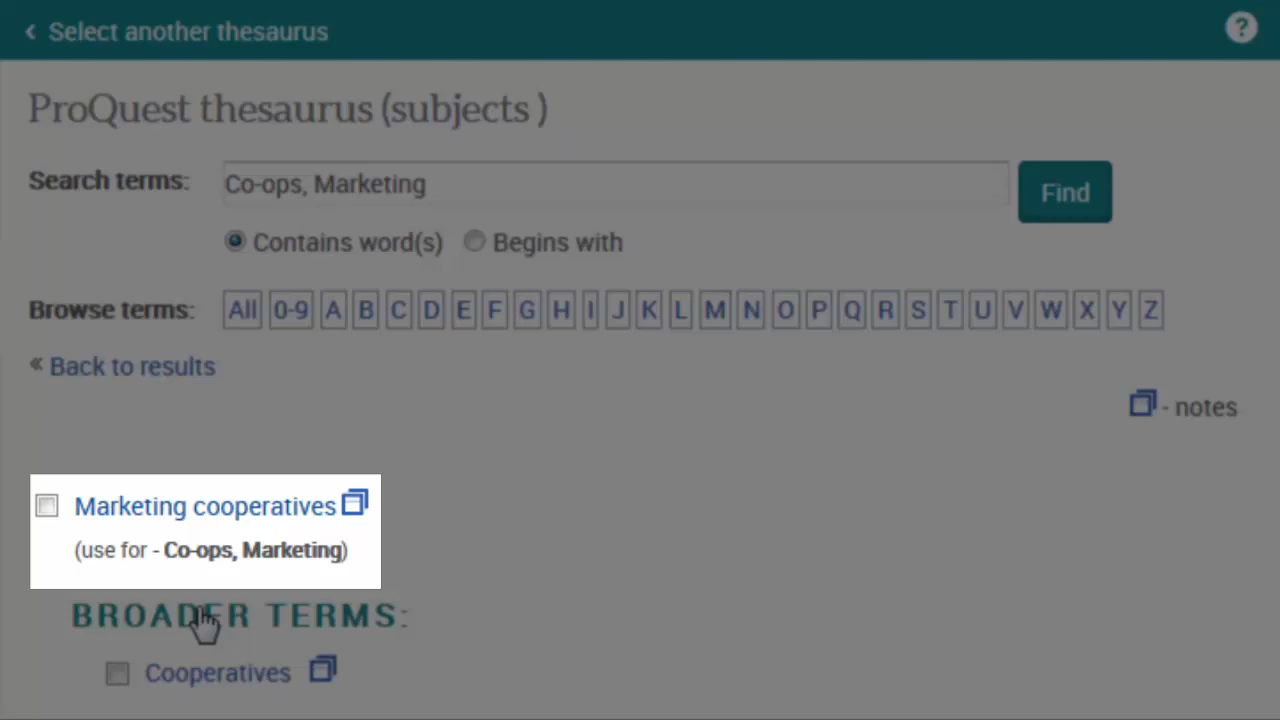 ‹ Select another thesaurus ?
ProQuest thesaurus (subjects )
Search terms: Co-ops, Marketing Find
Contains word(s) Begins with
Browse terms: All 0-9 A B C D E F G H I J K L M N O P Q R S T U V W X Y Z
« Back to results
- notes
Marketing cooperatives
(use for - Co-ops, Marketing)
BROADER TERMS:
Cooperatives